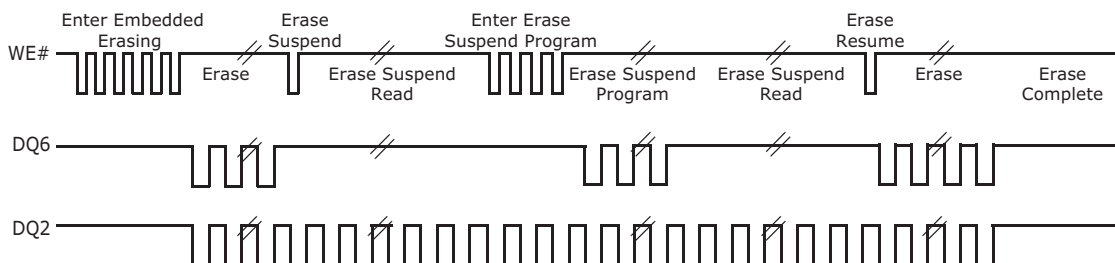 Enter Embedded
Erasing
Erase
Suspend
Enter Erase
Suspend Program
Erase
Resume
WE#
Erase
Erase Suspend
Read
Erase Suspend
Program
Erase Suspend
Read
Erase
Erase
Complete
DQ6
DQ2